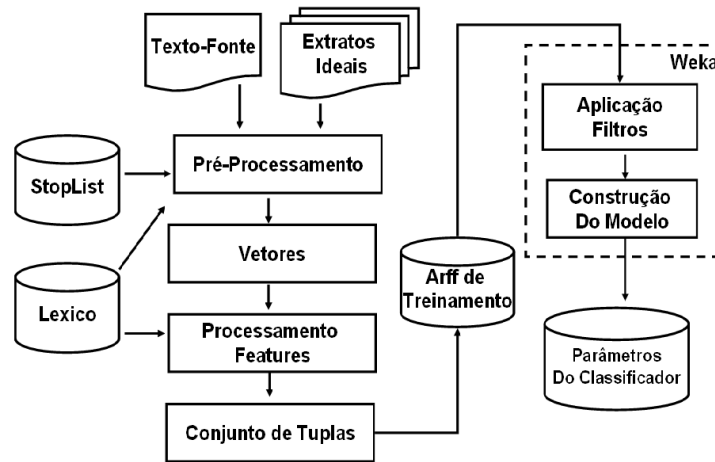 Texto-Fonte
Extratos
Ideais
Weka
Aplicação
Filtros
Pré-Processamento
StopList
Construção
Do Modelo
Vetores
Arff de
Treinamento
Lexico
Processamento
Features
Parâmetros
Do Classificador
Conjunto de Tuplas